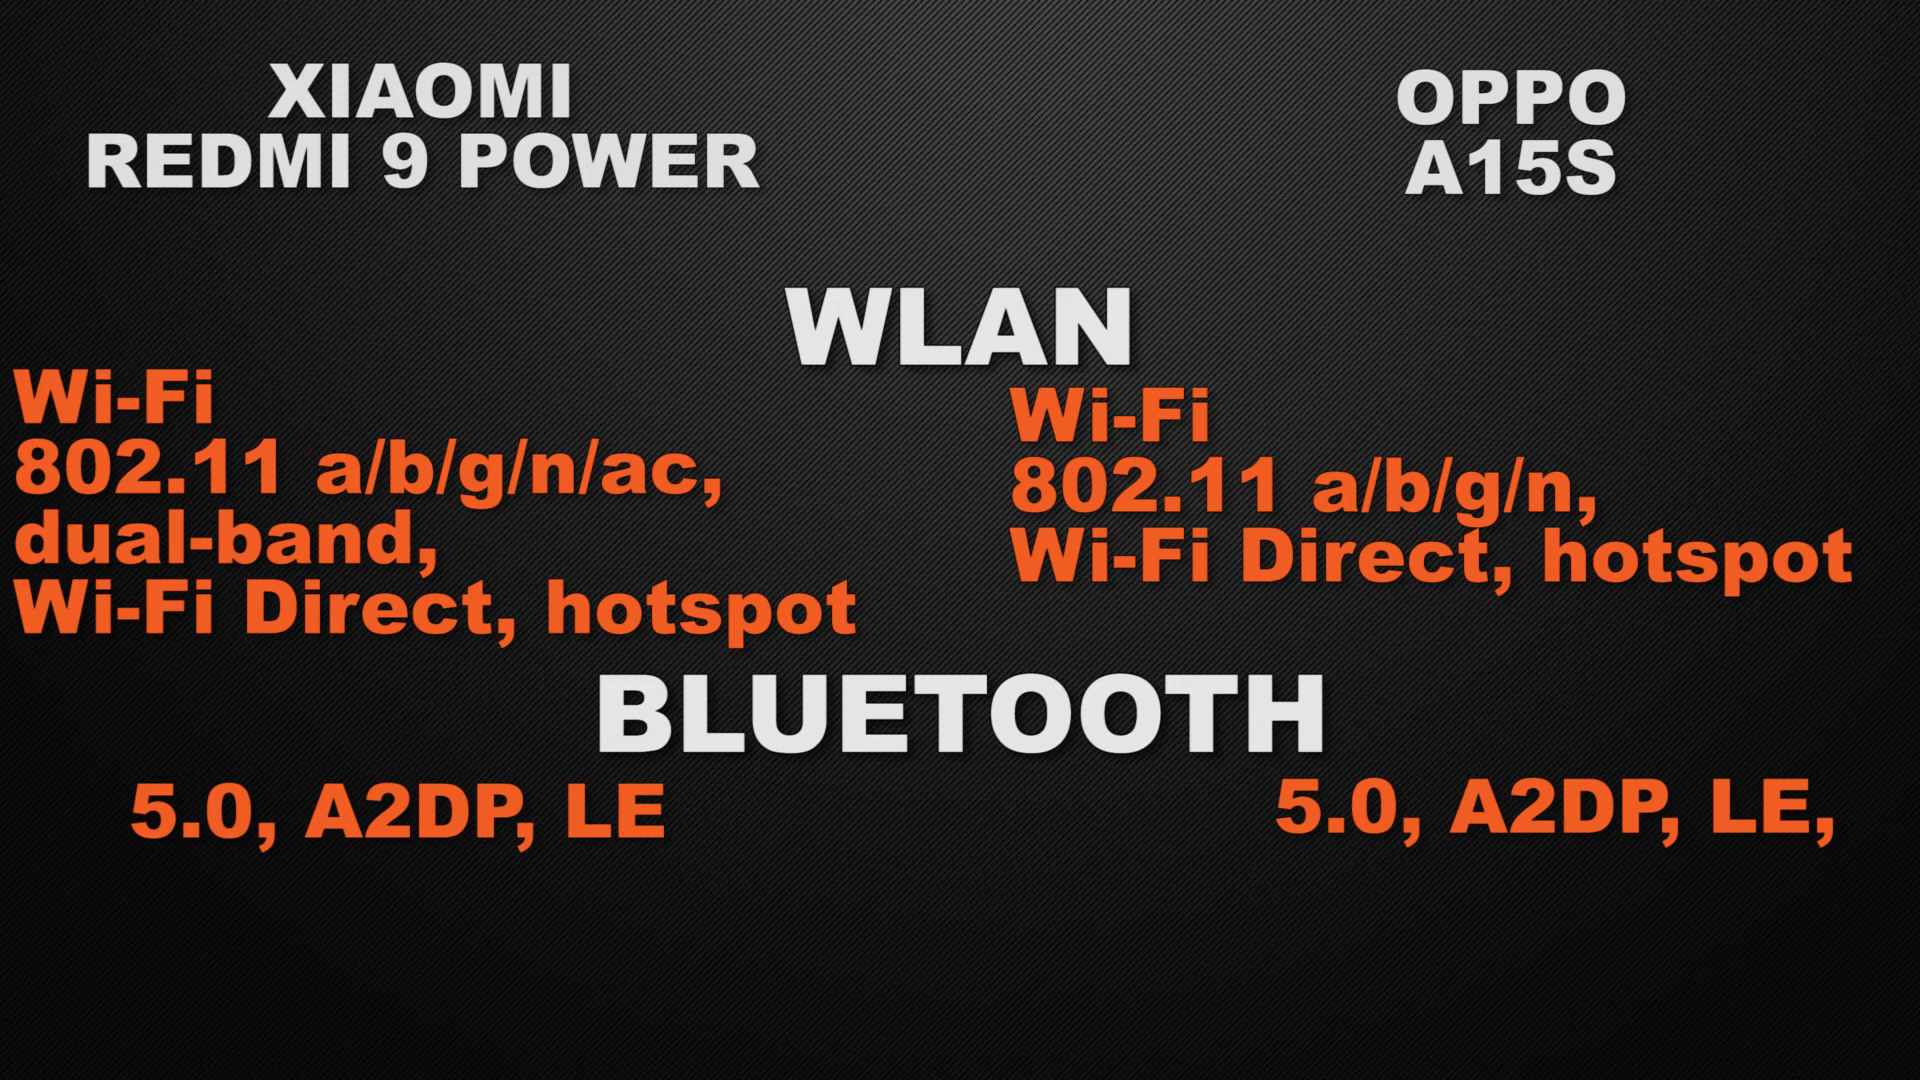 XIAOMI
REDMI 9 POWER
OPPO
A15S
WLAN
Wi-Fi
802.11 a/b/g/n/ac,
dual-band,
Wi-Fi Direct, hotspot
Wi-Fi
802.11 a/b/g/n,
Wi-Fi Direct, hotspot
BLUETOOTH
5.0, A2DP, LE
5.0, A2DP, LE,